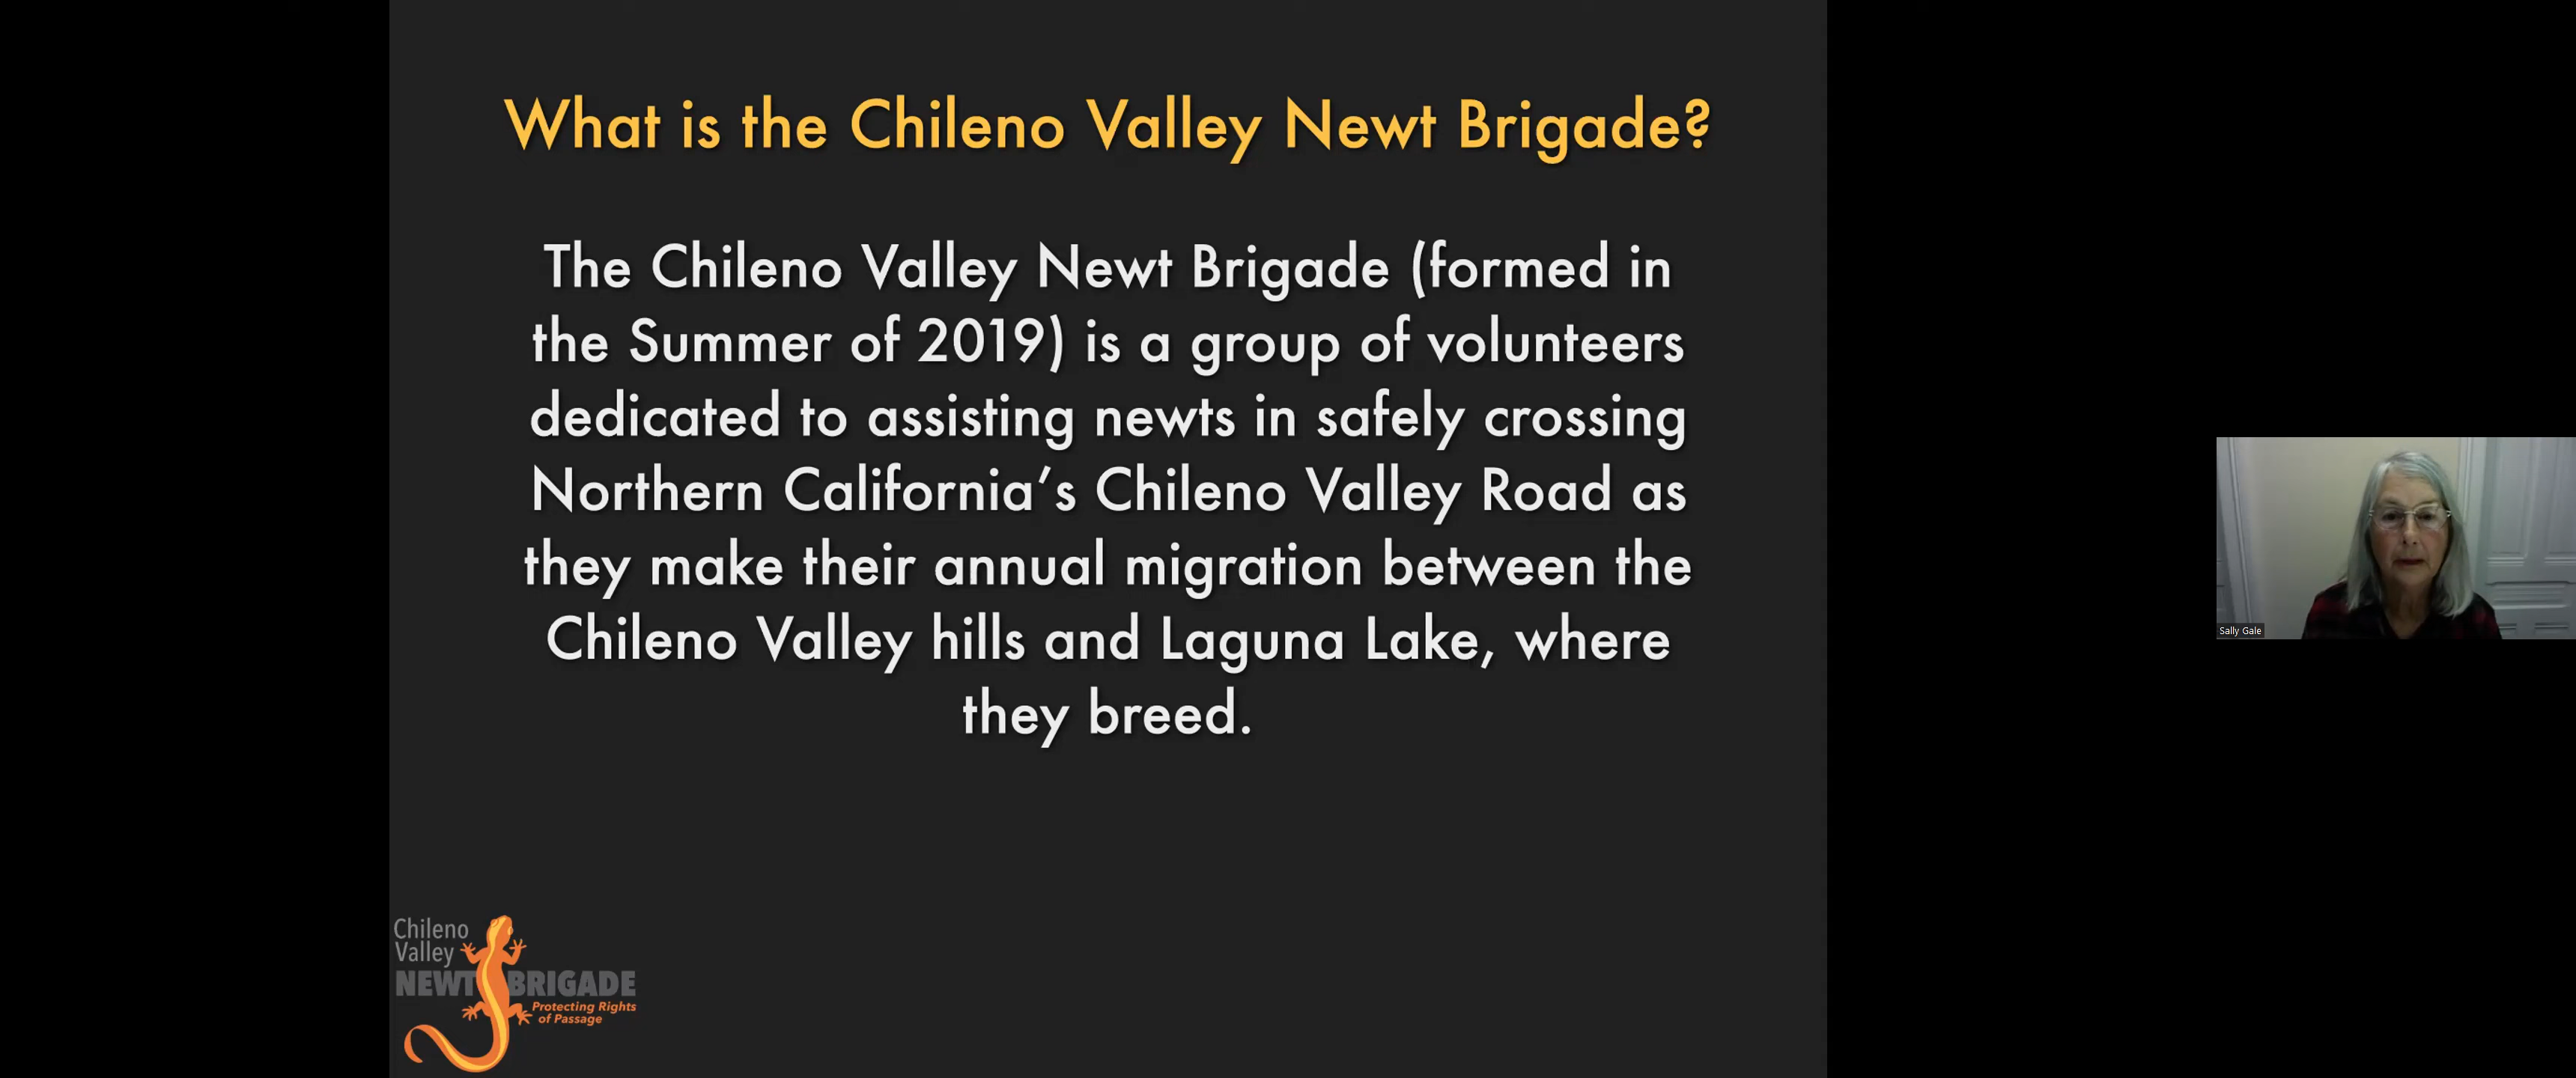 What is the Chileno Valley Newt Brigade?
The Chileno Valley Newt Brigade (formed in
the Summer of 2019) is a group of volunteers
dedicated to assisting newts in safely crossing
Northern California’s Chileno Valley Road as
they make their annual migration between the
Chileno Valley hills and Laguna Lake, where
they breed.
Sally Gale
Chileno
Valley
NEWT BRIGADE
Protecting Rights
of Passage